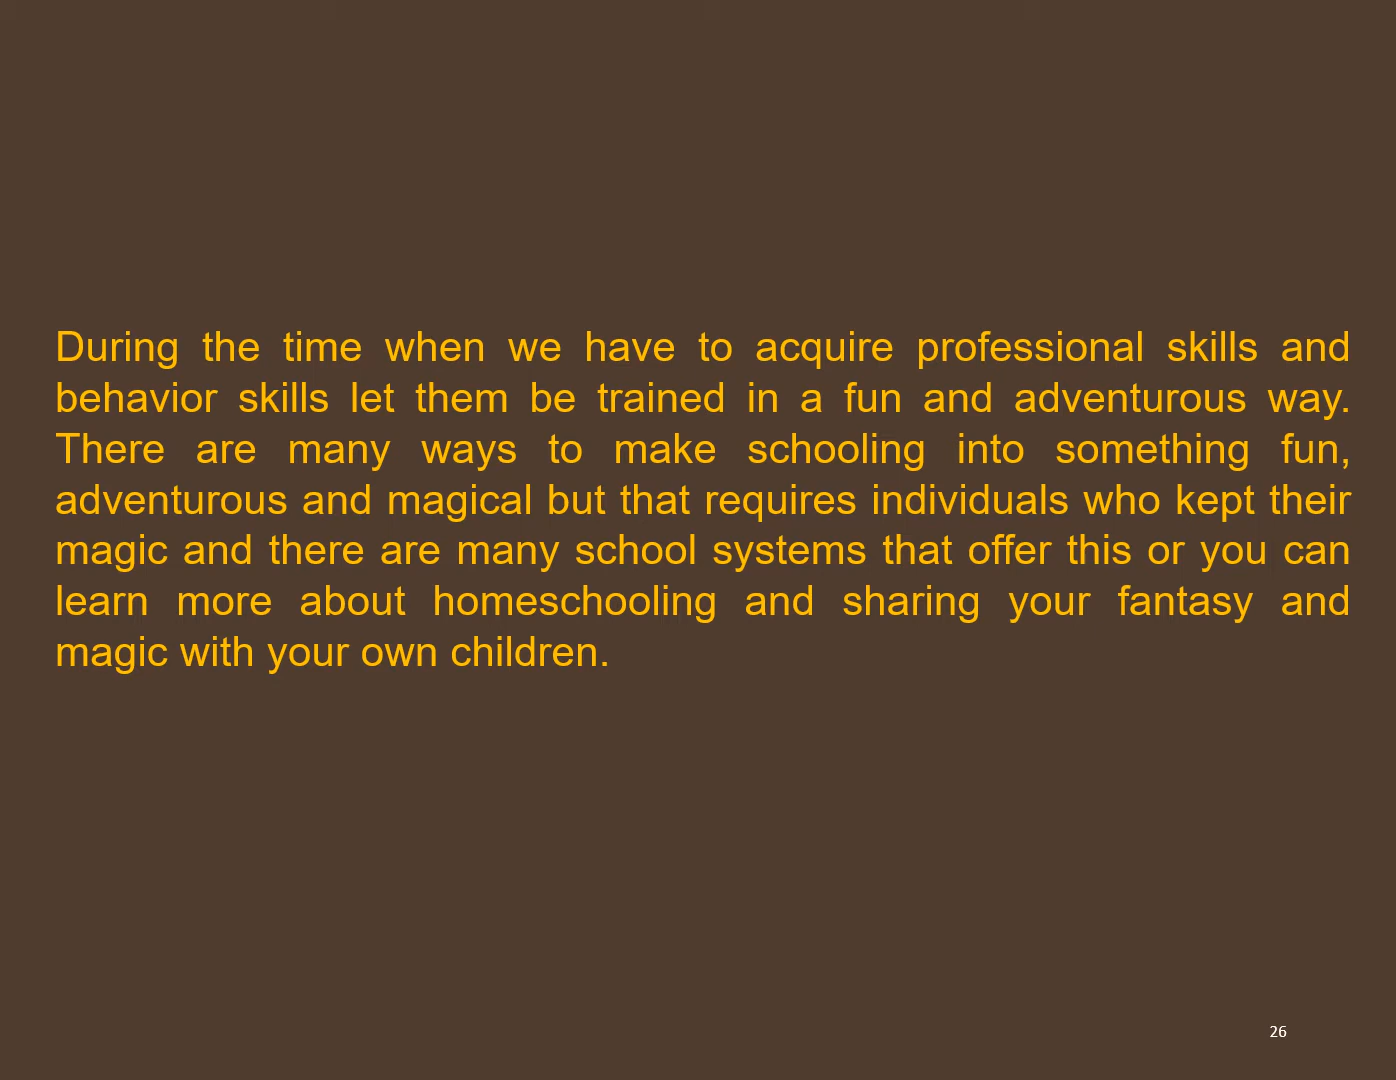 During the time when we have to acquire professional skills and
behavior skills let them be trained in a fun and adventurous way.
There are many ways to make schooling into something fun,
adventurous and magical but that requires individuals who kept their
magic and there are many school systems that offer this or you can
learn more about homeschooling and sharing your fantasy and
magic with your own children.
26